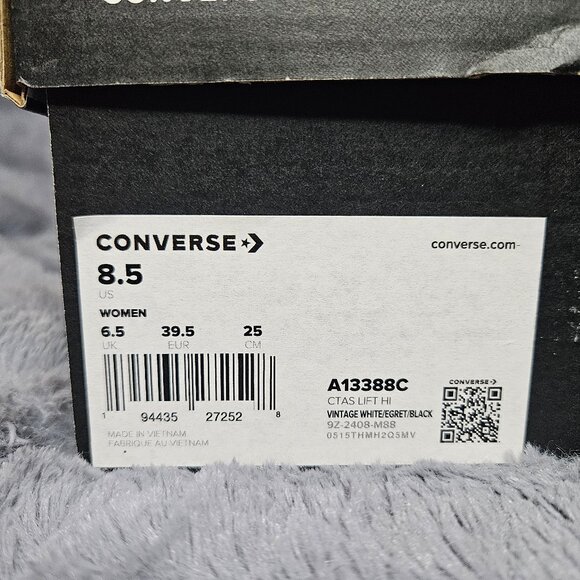 CONVERSE
converse.com
8.5
US
WOMEN
6.5 39.5 25
UK EUR CM
1 94435 27252 8
MADE IN VIETNAM
FABRIQUE AU VIETNAM
A13388C
CTAS LIFT HI
VINTAGE WHITE/EGRET/BLACK
9Z-2408-M88
0515THMH2Q5MV
CONVERSE